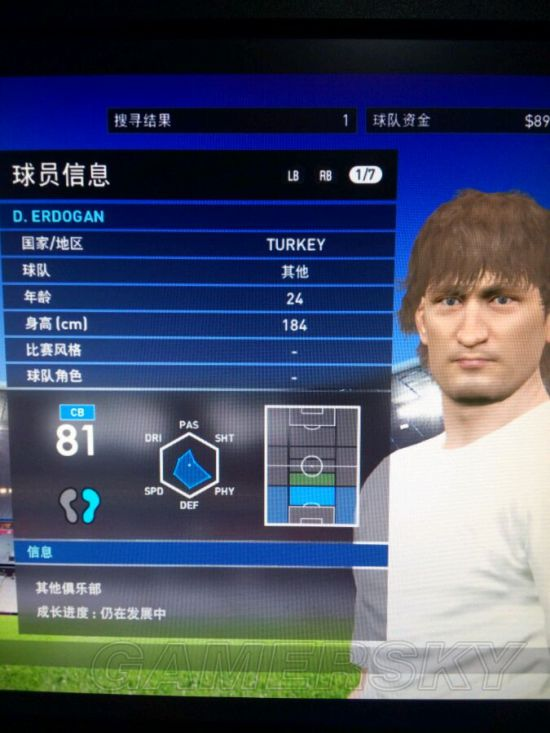 搜寻结果 1 球队资金 $89
球员信息 LB RB 1/7
D. ERDOGAN
国家/地区 TURKEY
球队 其他
年龄 24
身高(cm) 184
比赛风格 -
球队角色 -
CB
81
PAS
DRI SHT
SPD PHY
DEF
信息
其他俱乐部
成长进度:仍在发展中
GAMERSKY